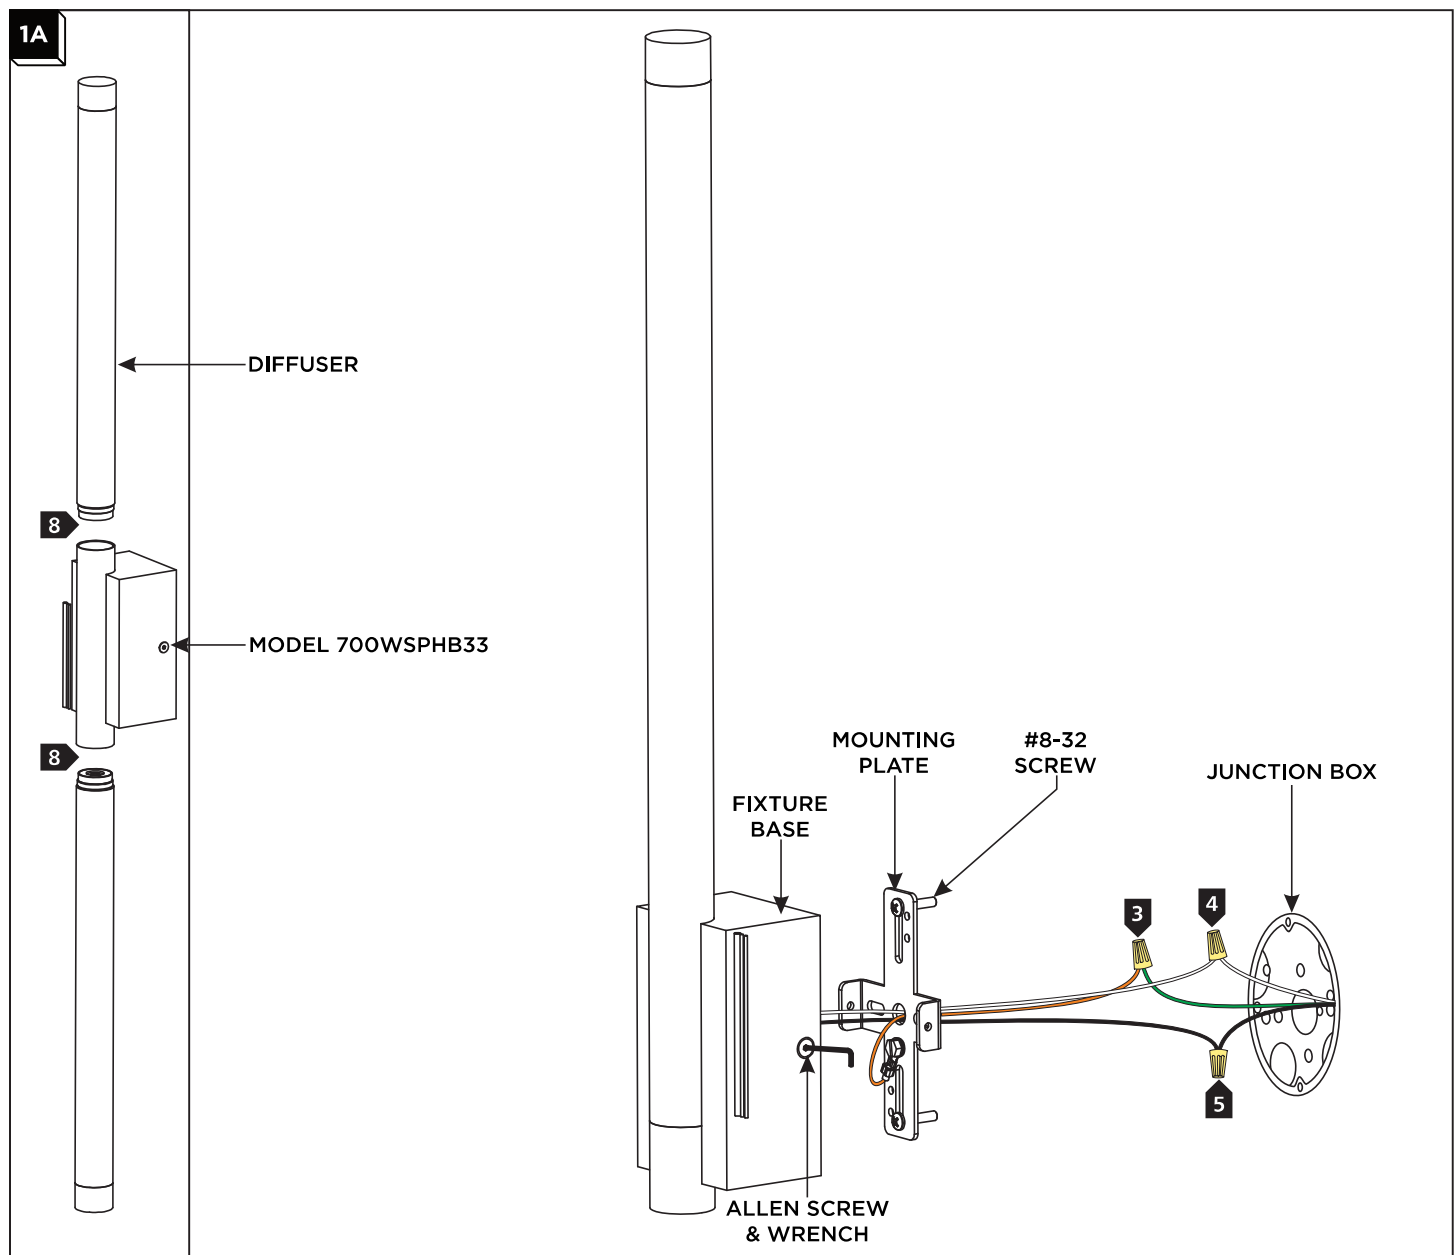 1A
DIFFUSER
8
MODEL 700WSPHB33
8
MOUNTING
PLATE
#8-32
SCREW
JUNCTION BOX
FIXTURE
BASE
3
4
5
ALLEN SCREW
& WRENCH